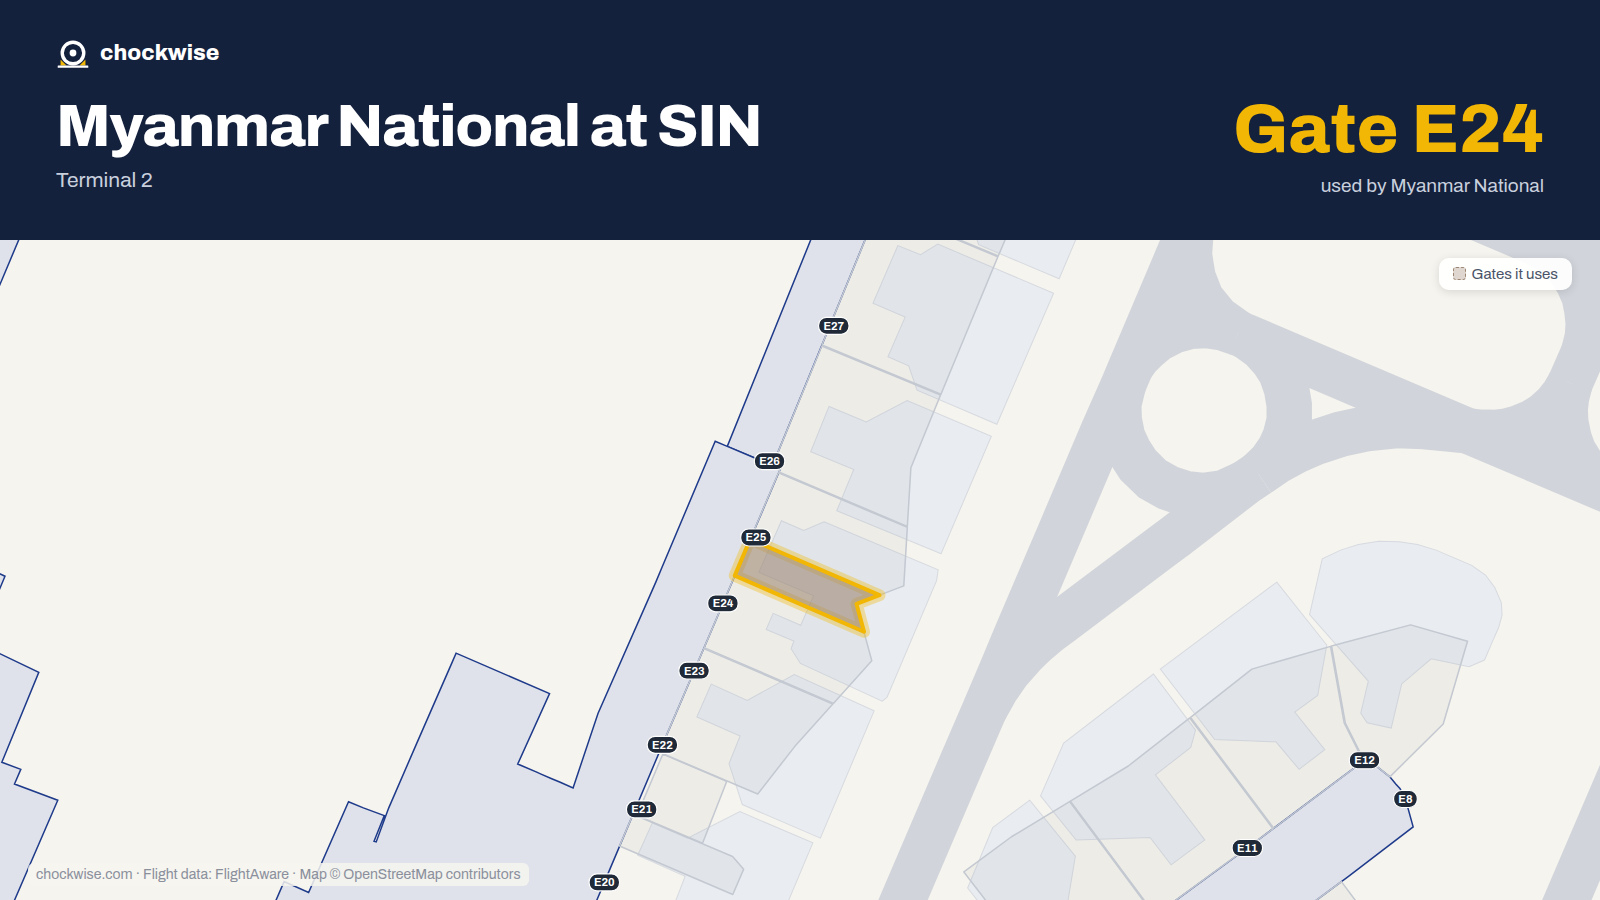 chockwise
Myanmar National at SIN
Terminal 2
Gate E24
used by Myanmar National
Gates it uses
E27
E26
E25
E24
E23
E22
E21
E20
E12
E8
E11
chockwise.com · Flight data: FlightAware · Map © OpenStreetMap contributors